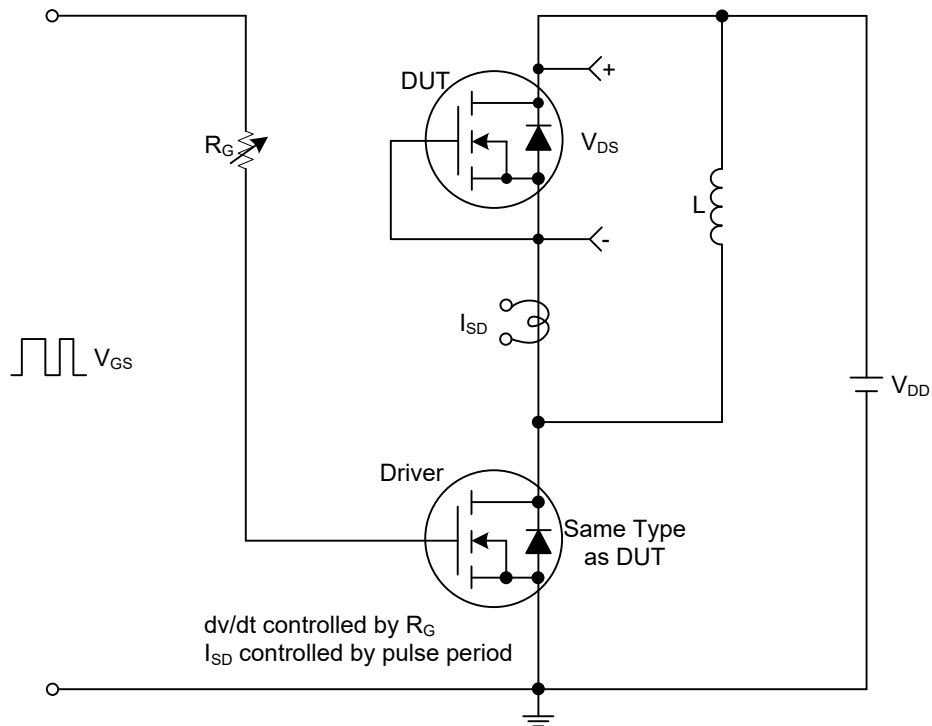 DUT
+
R_G
V_DS
L
-
I_SD
V_GS
V_DD
Driver
Same Type
as DUT
dv/dt controlled by R_G
I_SD controlled by pulse period